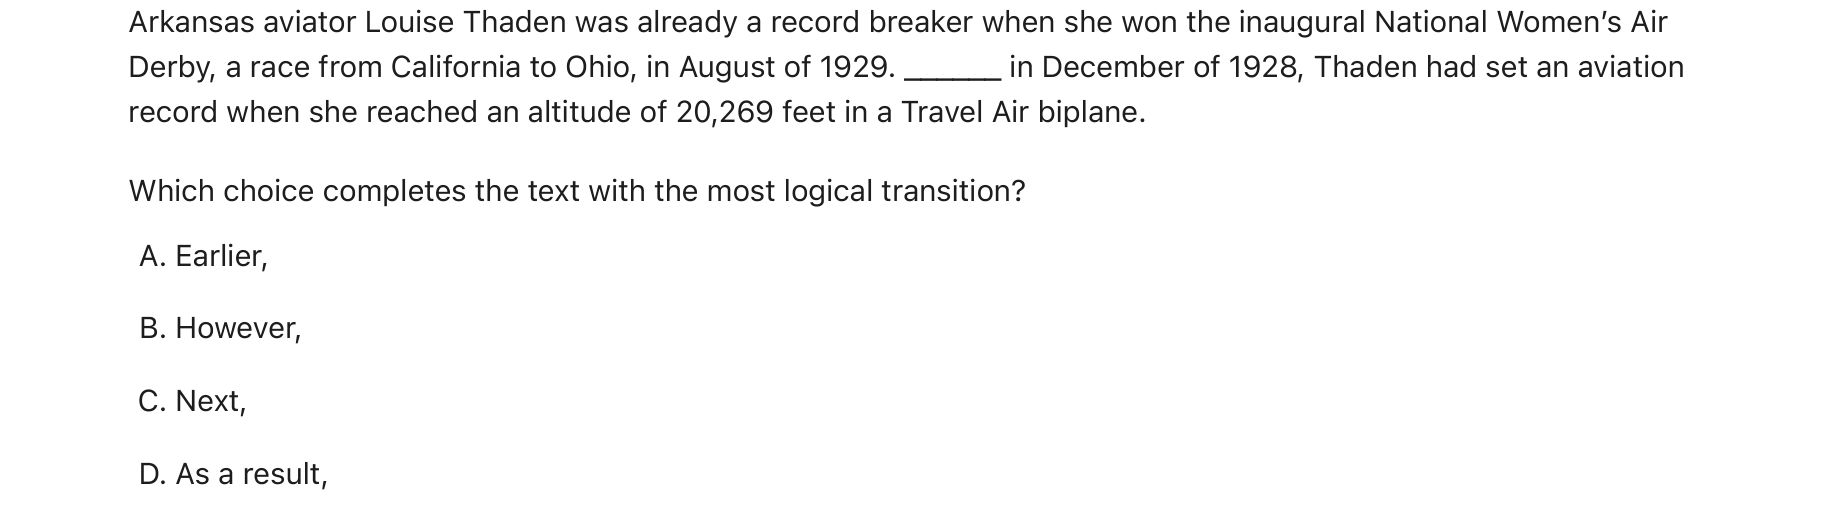 Arkansas aviator Louise Thaden was already a record breaker when she won the inaugural National Women’s Air
Derby, a race from California to Ohio, in August of 1929. ______ in December of 1928, Thaden had set an aviation
record when she reached an altitude of 20,269 feet in a Travel Air biplane.
Which choice completes the text with the most logical transition?
A. Earlier,
B. However,
C. Next,
D. As a result,